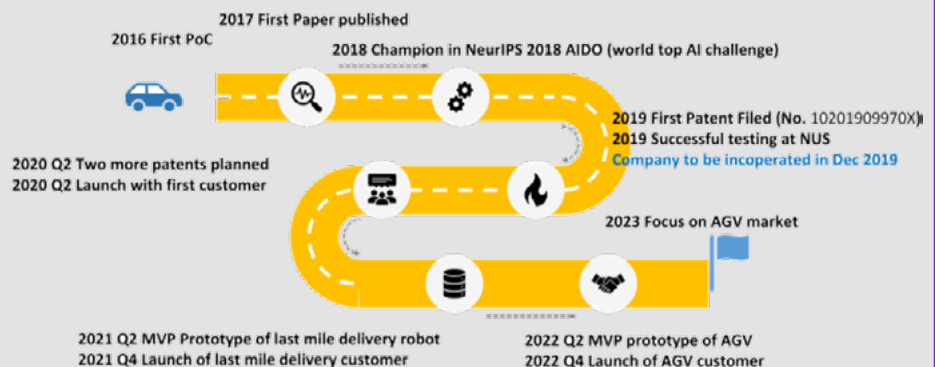 2017 First Paper published
2016 First PoC
2018 Champion in NeurIPS 2018 AIDO (world top AI challenge)
2019 First Patent Filed (No. 10201909970X)
2019 Successful testing at NUS
Company to be incoperated in Dec 2019
2020 Q2 Two more patents planned
2020 Q2 Launch with first customer
2023 Focus on AGV market
2021 Q2 MVP Prototype of last mile delivery robot
2021 Q4 Launch of last mile delivery customer
2022 Q2 MVP prototype of AGV
2022 Q4 Launch of AGV customer